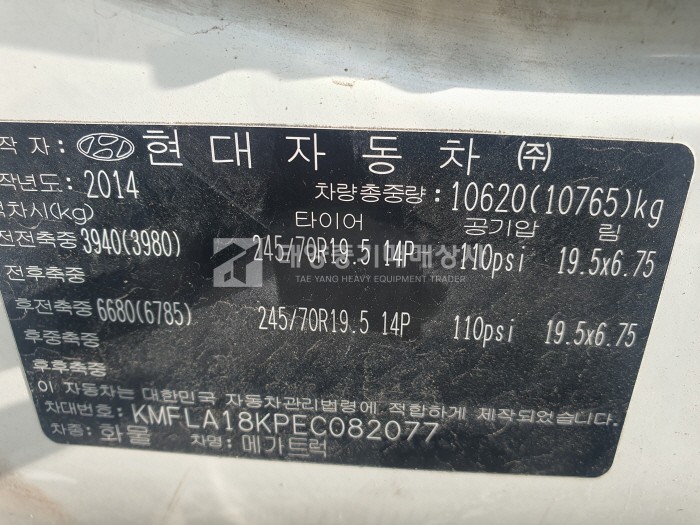 작 자: 현 대 자 동 차 ㈜
작년도: 2014 차량총중량: 10620(10765)kg
적차시(kg) 타이어 공기압 림
전전축중 3940(3980) 245/70R19.5 14P 110psi 19.5x6.75
TAE YANG HEAVY EQUIPMENT TRADER
전후축중
후전축중 6680(6785) 245/70R19.5 14P 110psi 19.5x6.75
후중축중
후후축중
이 자동차는 대한민국 자동차관리법령에 적합하게 제작되었
차대번호: KMFLA18KPEC082077
차종: 화물 차명: 메가트럭